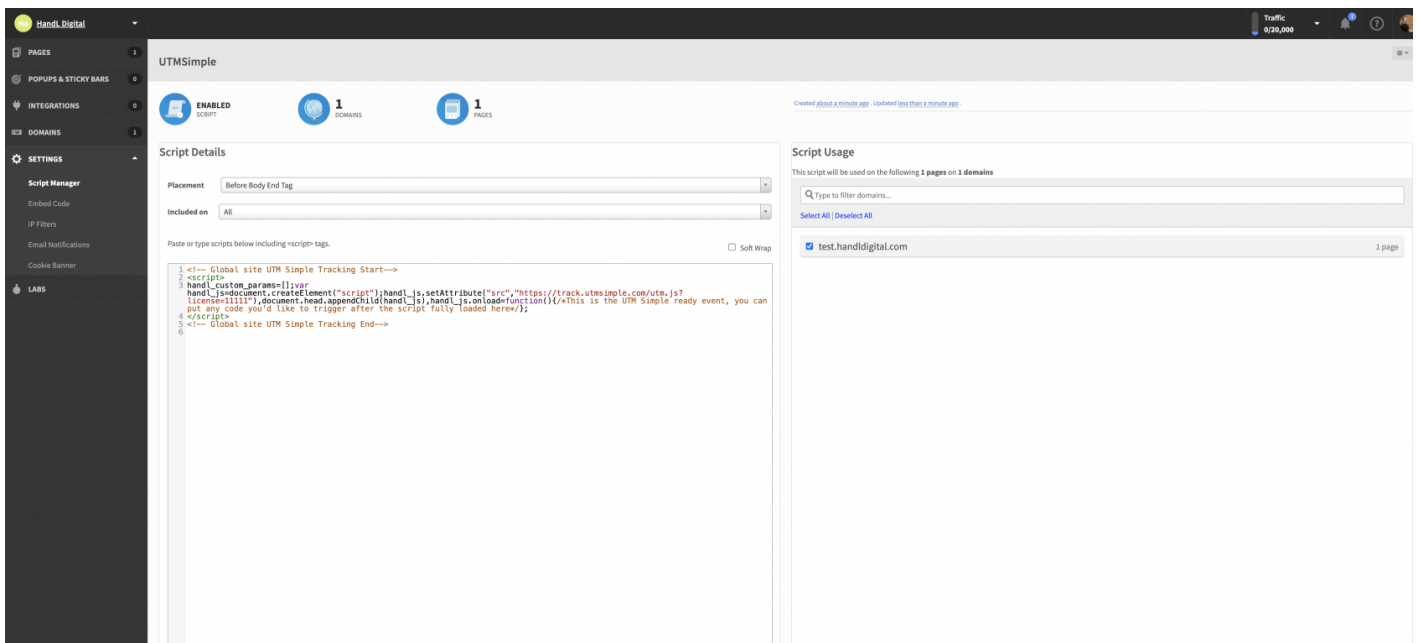 Ha HandL Digital
Traffic
0/20,000
1
PAGES 1
POPUPS & STICKY BARS 0
INTEGRATIONS 0
DOMAINS 1
SETTINGS
Script Manager
Embed Code
IP Filters
Email Notifications
Cookie Banner
LABS
UTMSimple
ENABLED
SCRIPT
1
DOMAINS
1
PAGES
Created about a minute ago . Updated less than a minute ago .
Script Details
Placement Before Body End Tag
Included on All
Paste or type scripts below including <script> tags.
Soft Wrap
1 <!-- Global site UTM Simple Tracking Start-->
2 <script>
3 handl_custom_params=[];var
handl_js=document.createElement("script");handl_js.setAttribute("src","https://track.utmsimple.com/utm.js?
license=11111"),document.head.appendChild(handl_js),handl_js.onload=function(){/*This is the UTM Simple ready event, you can
put any code you'd like to trigger after the script fully loaded here*/};
4 </script>
5 <!-- Global site UTM Simple Tracking End-->
6
Script Usage
This script will be used on the following 1 pages on 1 domains
Type to filter domains...
Select All | Deselect All
test.handldigital.com 1 page